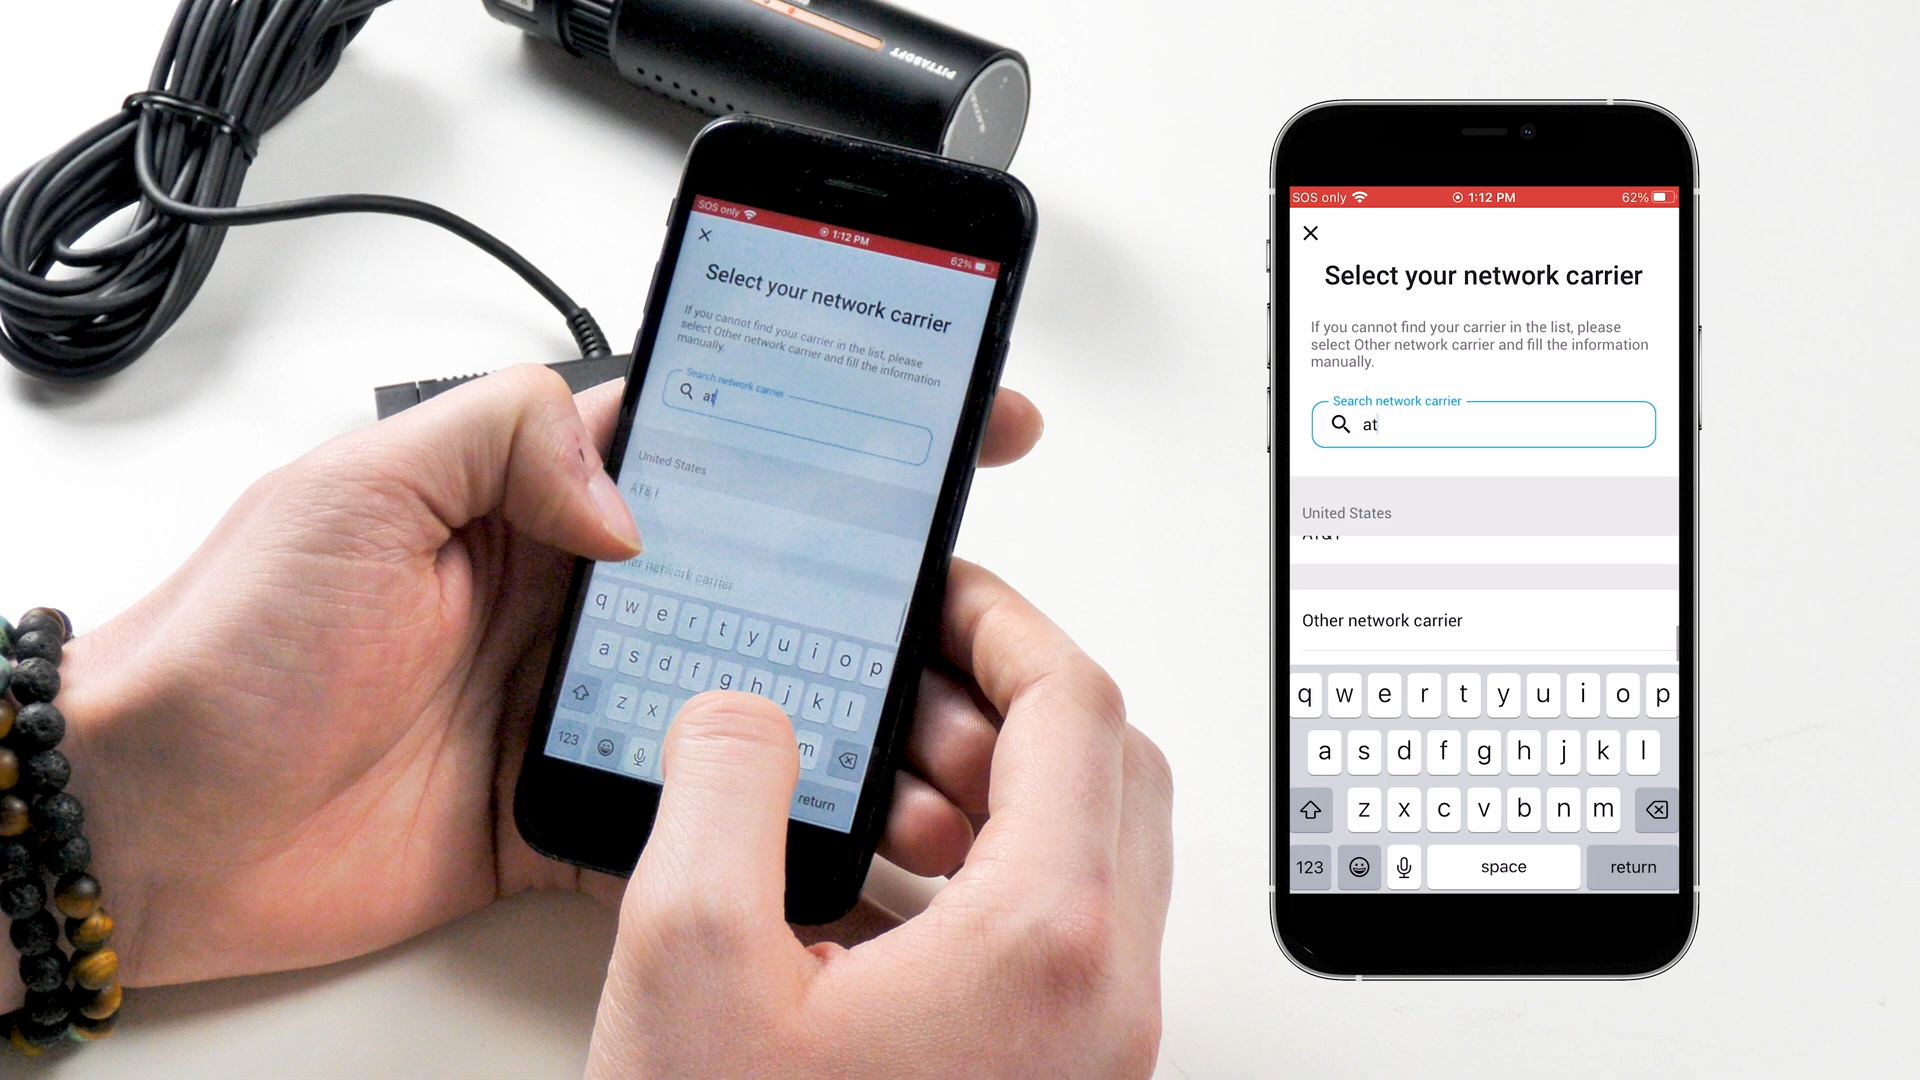 PITTASOFT
SOS only
1:12 PM
62%
Select your network carrier
If you cannot find your carrier in the list, please
select Other network carrier and fill the information
manually.
Search network carrier
at
United States
AT&T
network carrier
q w e r t y u i o p
a s d f g h j k l
z x m
123
return
SOS only
1:12 PM
62%
Select your network carrier
If you cannot find your carrier in the list, please
select Other network carrier and fill the information
manually.
Search network carrier
at
United States
AT&T
Other network carrier
q w e r t y u i o p
a s d f g h j k l
z x c v b n m
123 space return